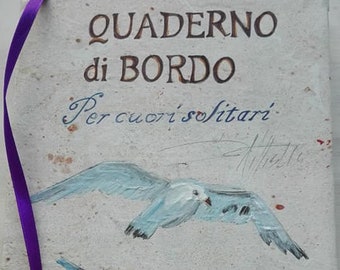 QUADERNO
di BORDO
Per cuori solitari